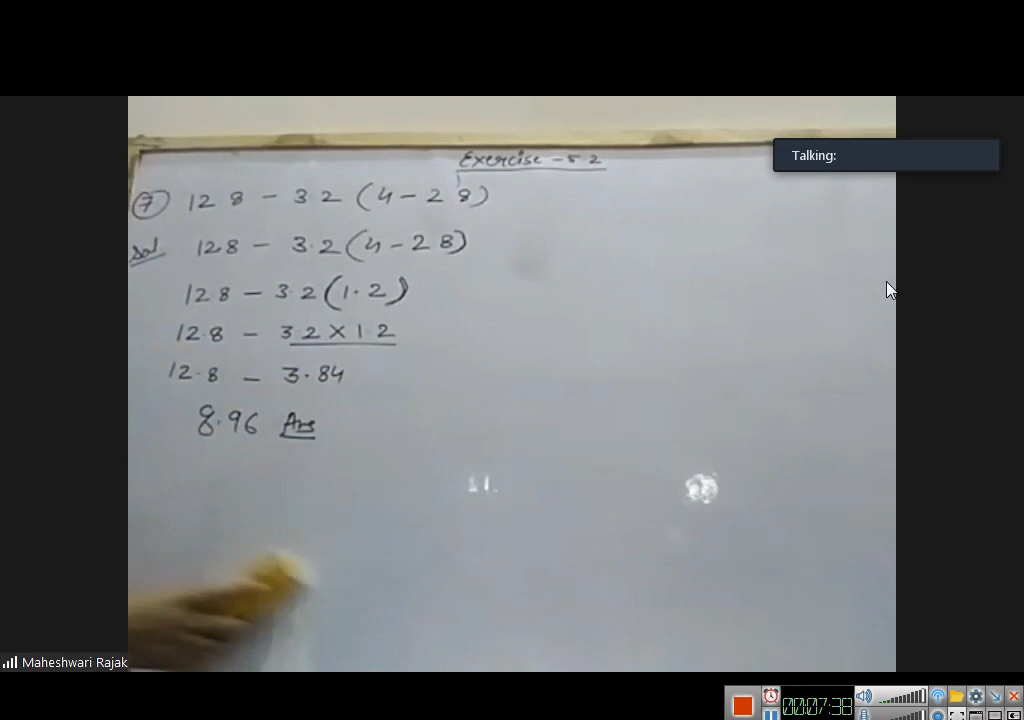 Exercise - 5.2
Talking:
7 12.8 - 3.2 (4 - 2.8)
Sol. 12.8 - 3.2 (4 - 2.8)
12.8 - 3.2 (1.2)
12.8 - 3.2 X 1.2
12.8 - 3.84
8.96 Ans
Maheshwari Rajak
00:07:38